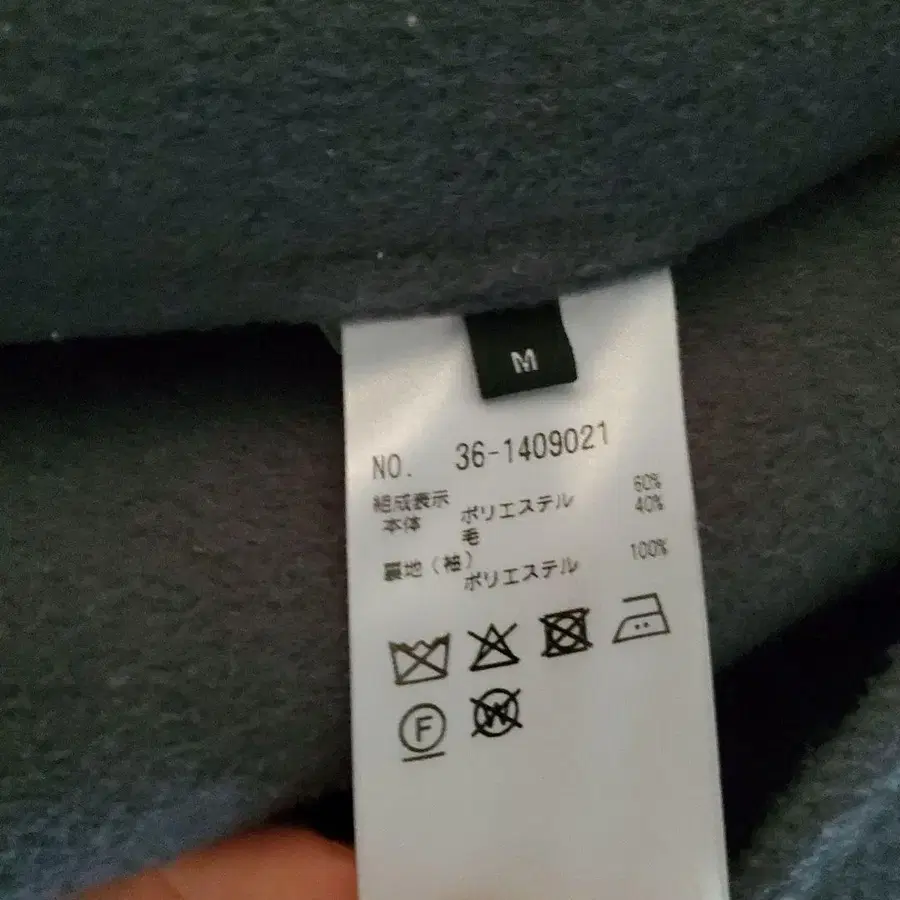 M
NO. 36-1409021
組成表示
本体 ポリエステル 60%
毛 40%
裏地(袖)
ポリエステル 100%
F
W